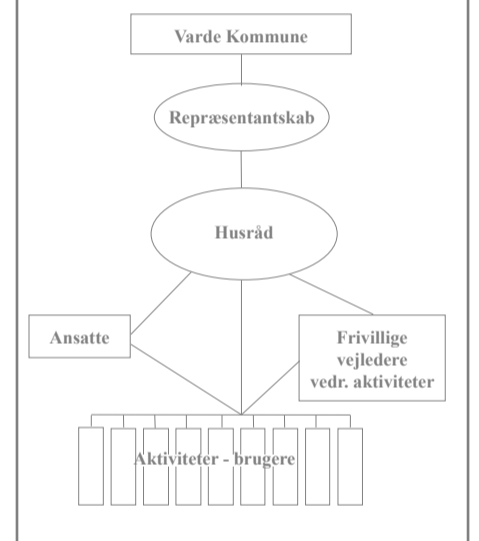 Varde Kommune
Repræsentantskab
Husråd
Ansatte
Frivillige
vejledere
vedr. aktiviteter
Aktiviteter - brugere